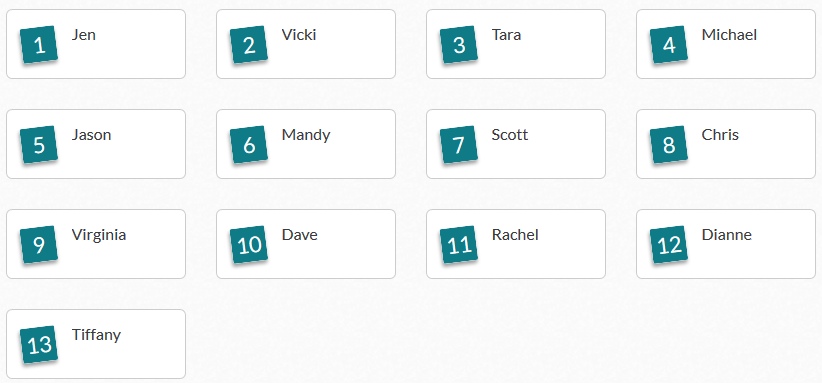 1 Jen
2 Vicki
3 Tara
4 Michael
5 Jason
6 Mandy
7 Scott
8 Chris
9 Virginia
10 Dave
11 Rachel
12 Dianne
13 Tiffany